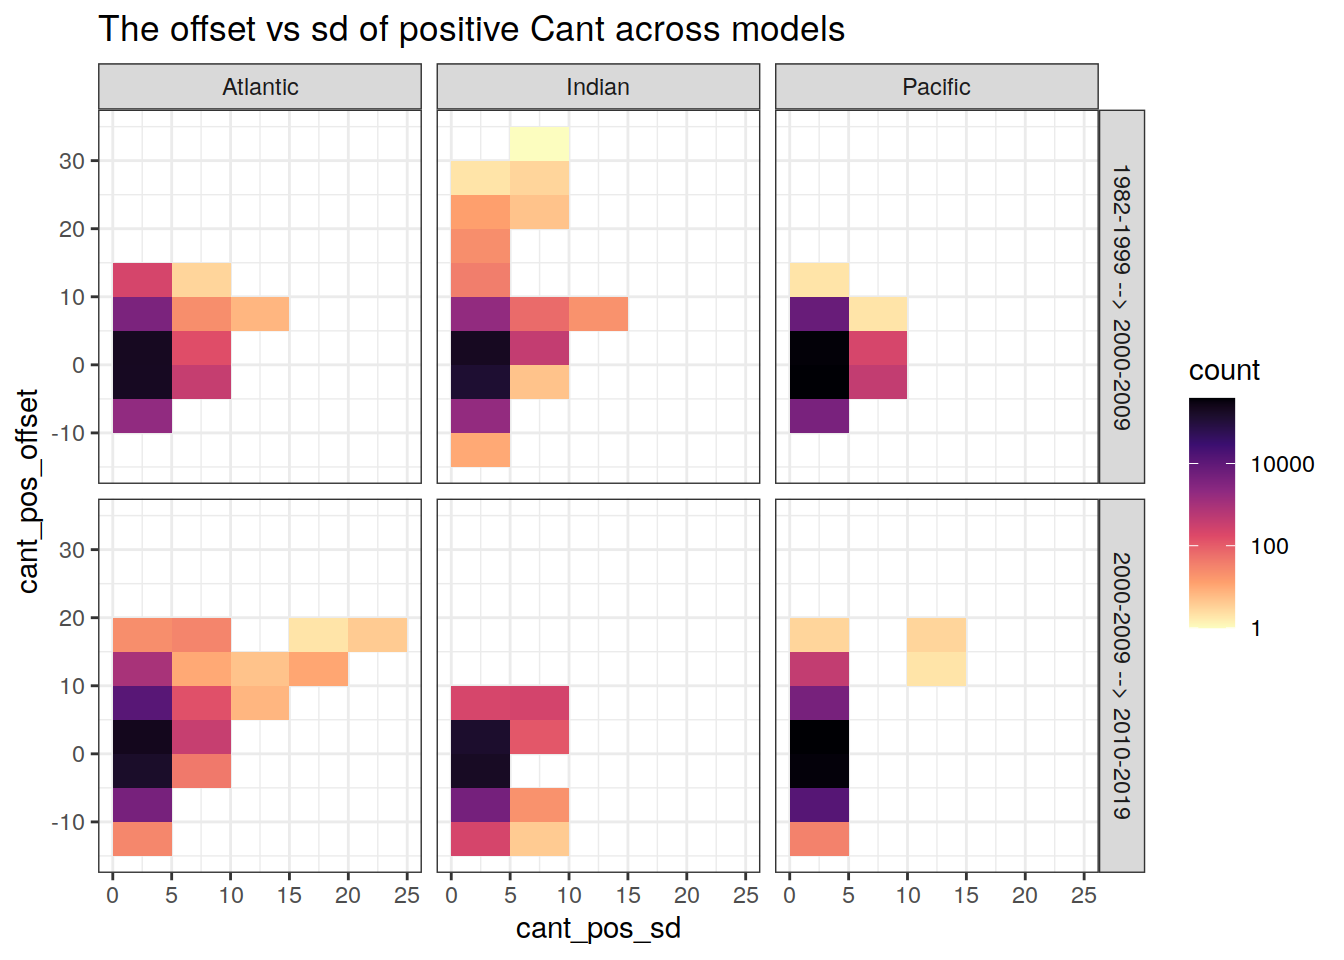 The offset vs sd of positive Cant across models
Atlantic
Indian
Pacific
30
20
10
0
-10
1982-1999 --> 2000-2009
30
20
10
0
-10
2000-2009 --> 2010-2019
cant_pos_offset
0 5 10 15 20 25
0 5 10 15 20 25
0 5 10 15 20 25
cant_pos_sd
count
10000
100
1